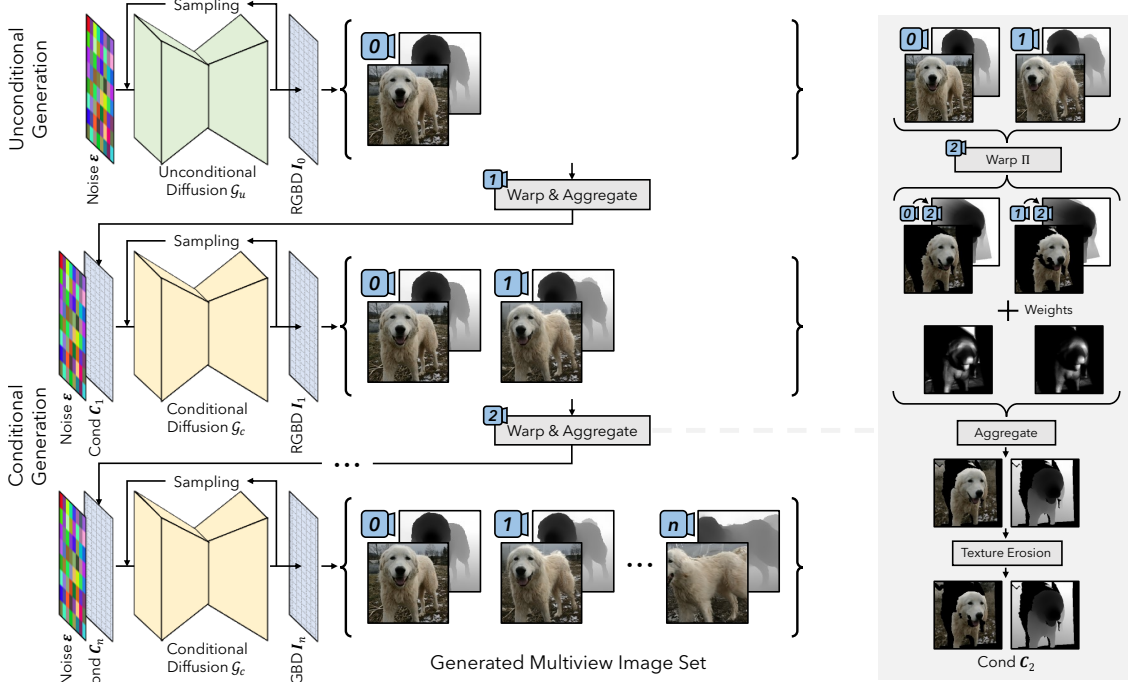 Unconditional
Generation
Sampling
Noise ε
Unconditional
Diffusion 𝒢u
RGBD I0
0
1
Warp & Aggregate
Conditional
Generation
Sampling
Noise ε
Cond C1
Conditional
Diffusion 𝒢c
RGBD I1
0
1
2
Warp & Aggregate
...
Sampling
Noise ε
Cond Cn
Conditional
Diffusion 𝒢c
RGBD In
0
1
...
n
Generated Multiview Image Set
0
1
2
Warp Π
0 2
1 2
+ Weights
Aggregate
Texture Erosion
Cond C2